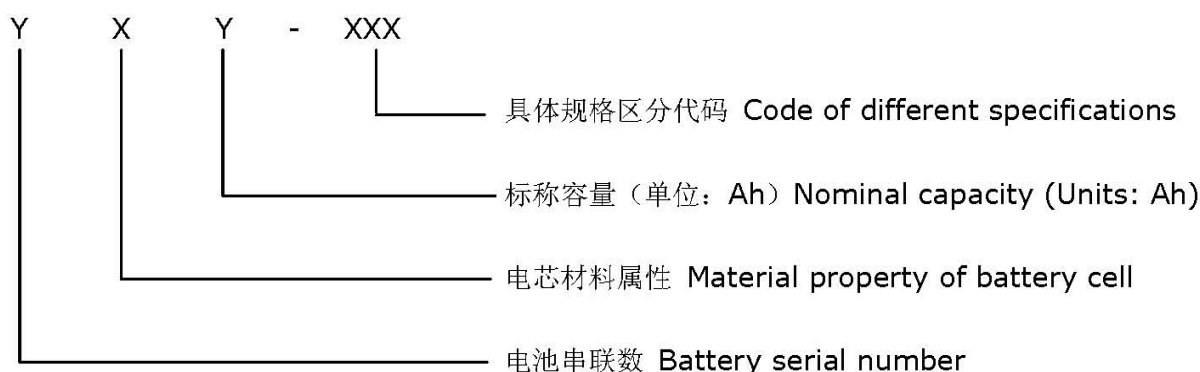 Y X Y - XXX
具体规格区分代码 Code of different specifications
标称容量（单位：Ah）Nominal capacity (Units: Ah)
电芯材料属性 Material property of battery cell
电池串联数 Battery serial number